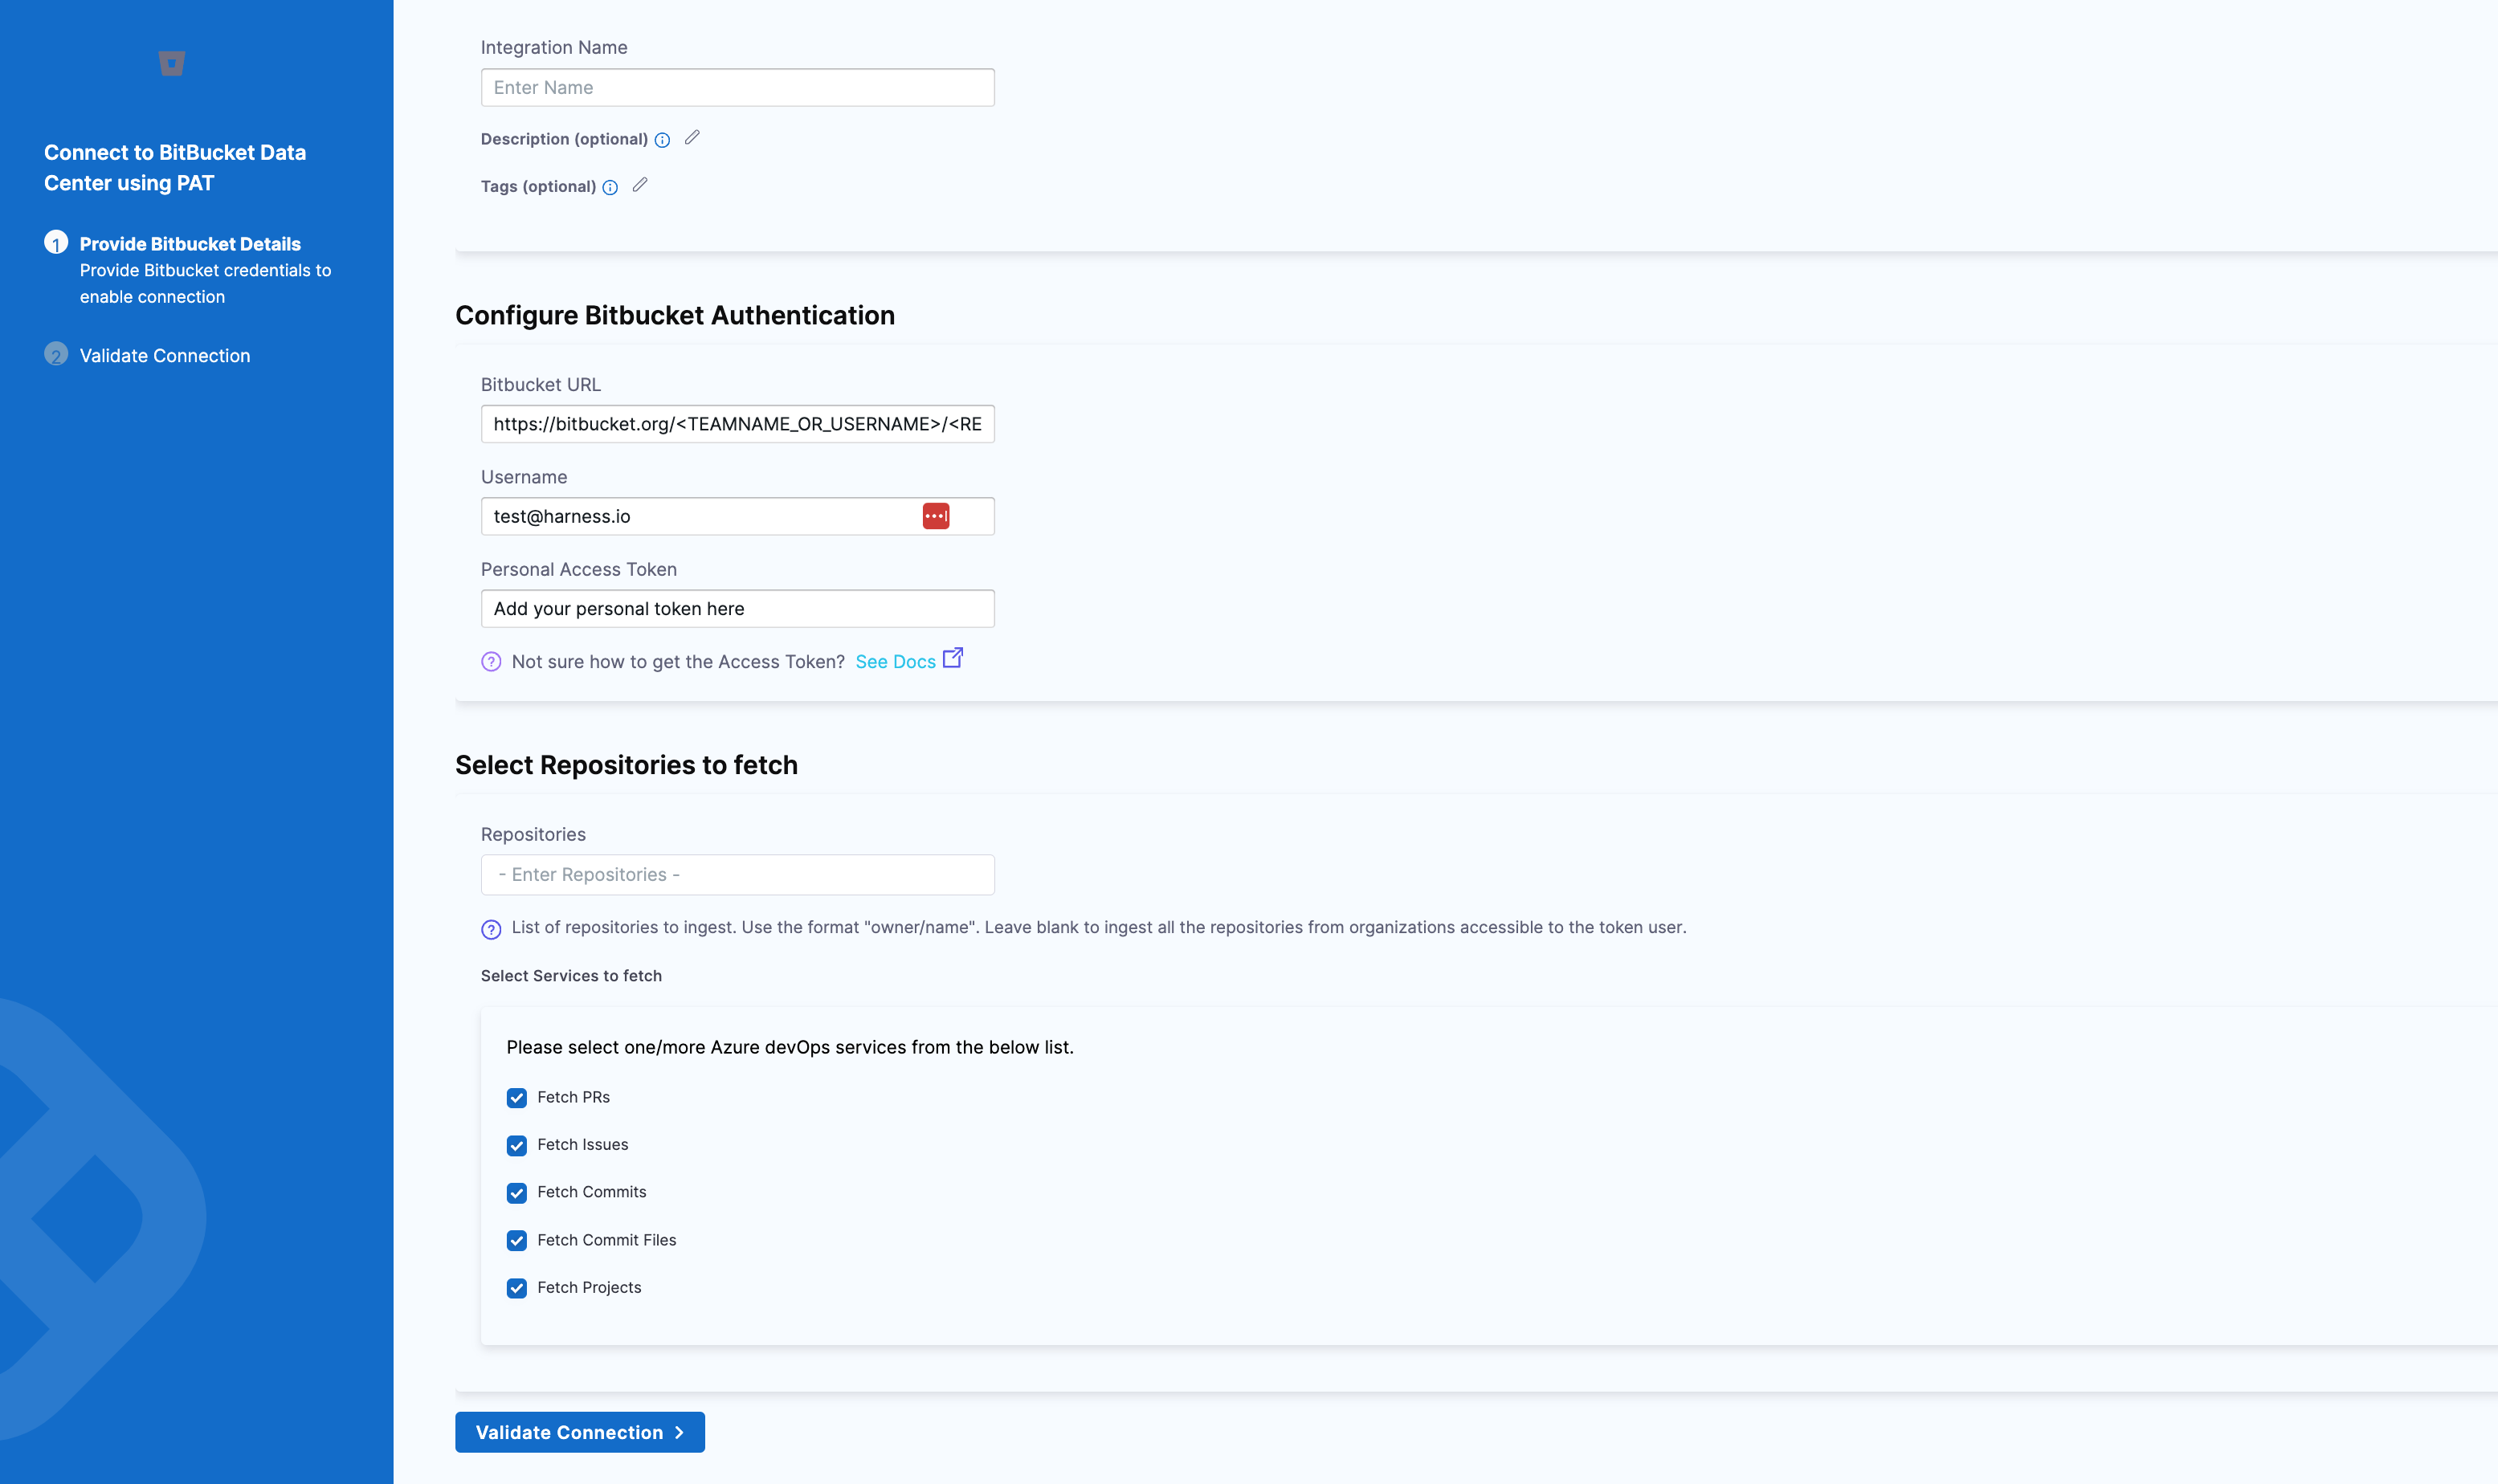 Connect to BitBucket Data
Center using PAT
1
Provide Bitbucket Details
Provide Bitbucket credentials to
enable connection
2
Validate Connection
Integration Name
Enter Name
Description (optional)
Tags (optional)
Configure Bitbucket Authentication
Bitbucket URL
https://bitbucket.org/<TEAMNAME_OR_USERNAME>/<RE
Username
test@harness.io
Personal Access Token
Add your personal token here
Not sure how to get the Access Token? See Docs
Select Repositories to fetch
Repositories
- Enter Repositories -
List of repositories to ingest. Use the format "owner/name". Leave blank to ingest all the repositories from organizations accessible to the token user.
Select Services to fetch
Please select one/more Azure devOps services from the below list.
Fetch PRs
Fetch Issues
Fetch Commits
Fetch Commit Files
Fetch Projects
Validate Connection